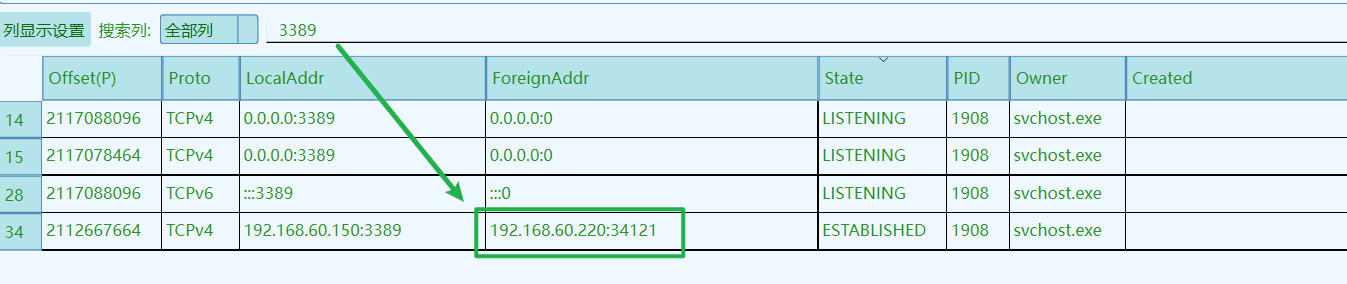 列显示设置 搜索列: 全部列 3389
Offset(P) Proto LocalAddr ForeignAddr State PID Owner Created
14 2117088096 TCPv4 0.0.0.0:3389 0.0.0.0:0 LISTENING 1908 svchost.exe
15 2117078464 TCPv4 0.0.0.0:3389 0.0.0.0:0 LISTENING 1908 svchost.exe
28 2117088096 TCPv6 :::3389 :::0 LISTENING 1908 svchost.exe
34 2112667664 TCPv4 192.168.60.150:3389 192.168.60.220:34121 ESTABLISHED 1908 svchost.exe